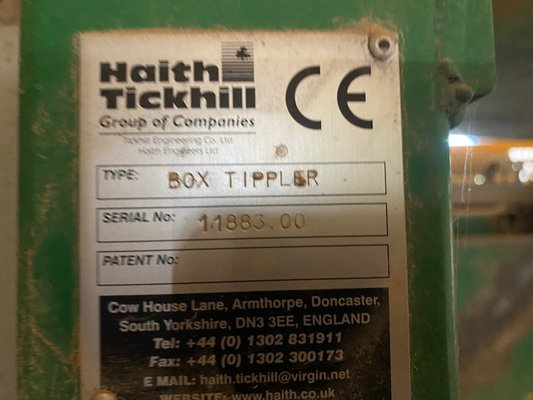 Haith
Tickhill
Group of Companies
Tickhill Engineering Co. Ltd
Haith Engineers Ltd
CE
TYPE: BOX TIPPLER
SERIAL No: 11883.00
PATENT No:
Cow House Lane, Armthorpe, Doncaster,
South Yorkshire, DN3 3EE, ENGLAND
Tel: +44 (0) 1302 831911
Fax: +44 (0) 1302 300173
E MAIL: haith.tickhill@virgin.net
WEBSITE: www.haith.co.uk